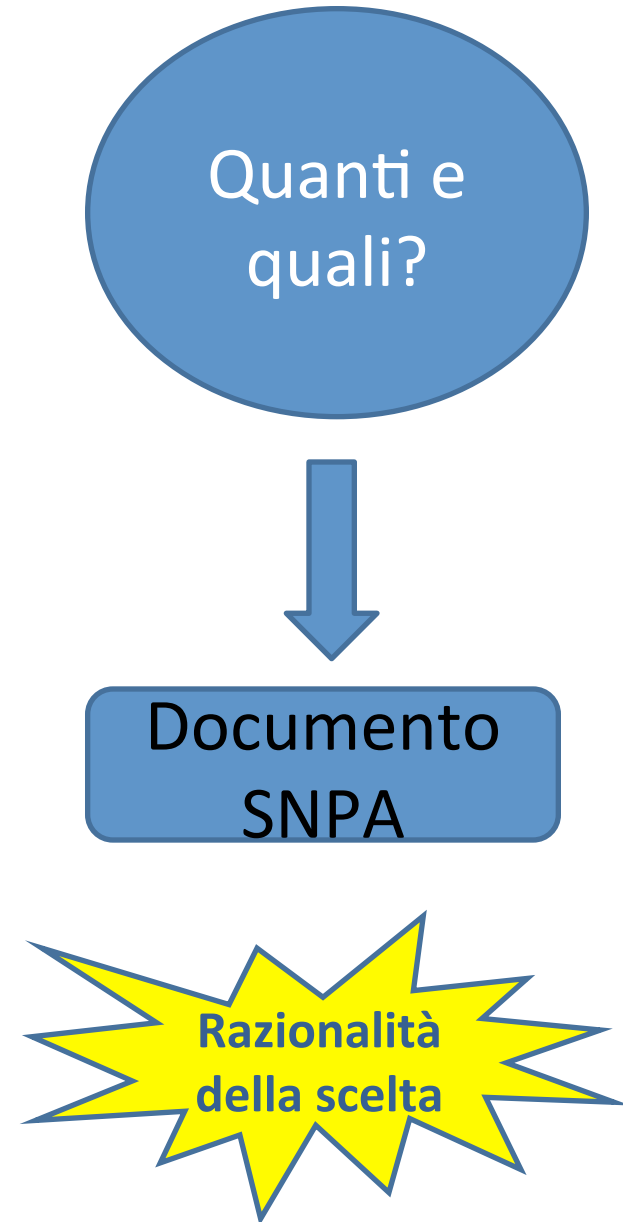 Quanti e
quali?
Documento
SNPA
Razionalità
della scelta